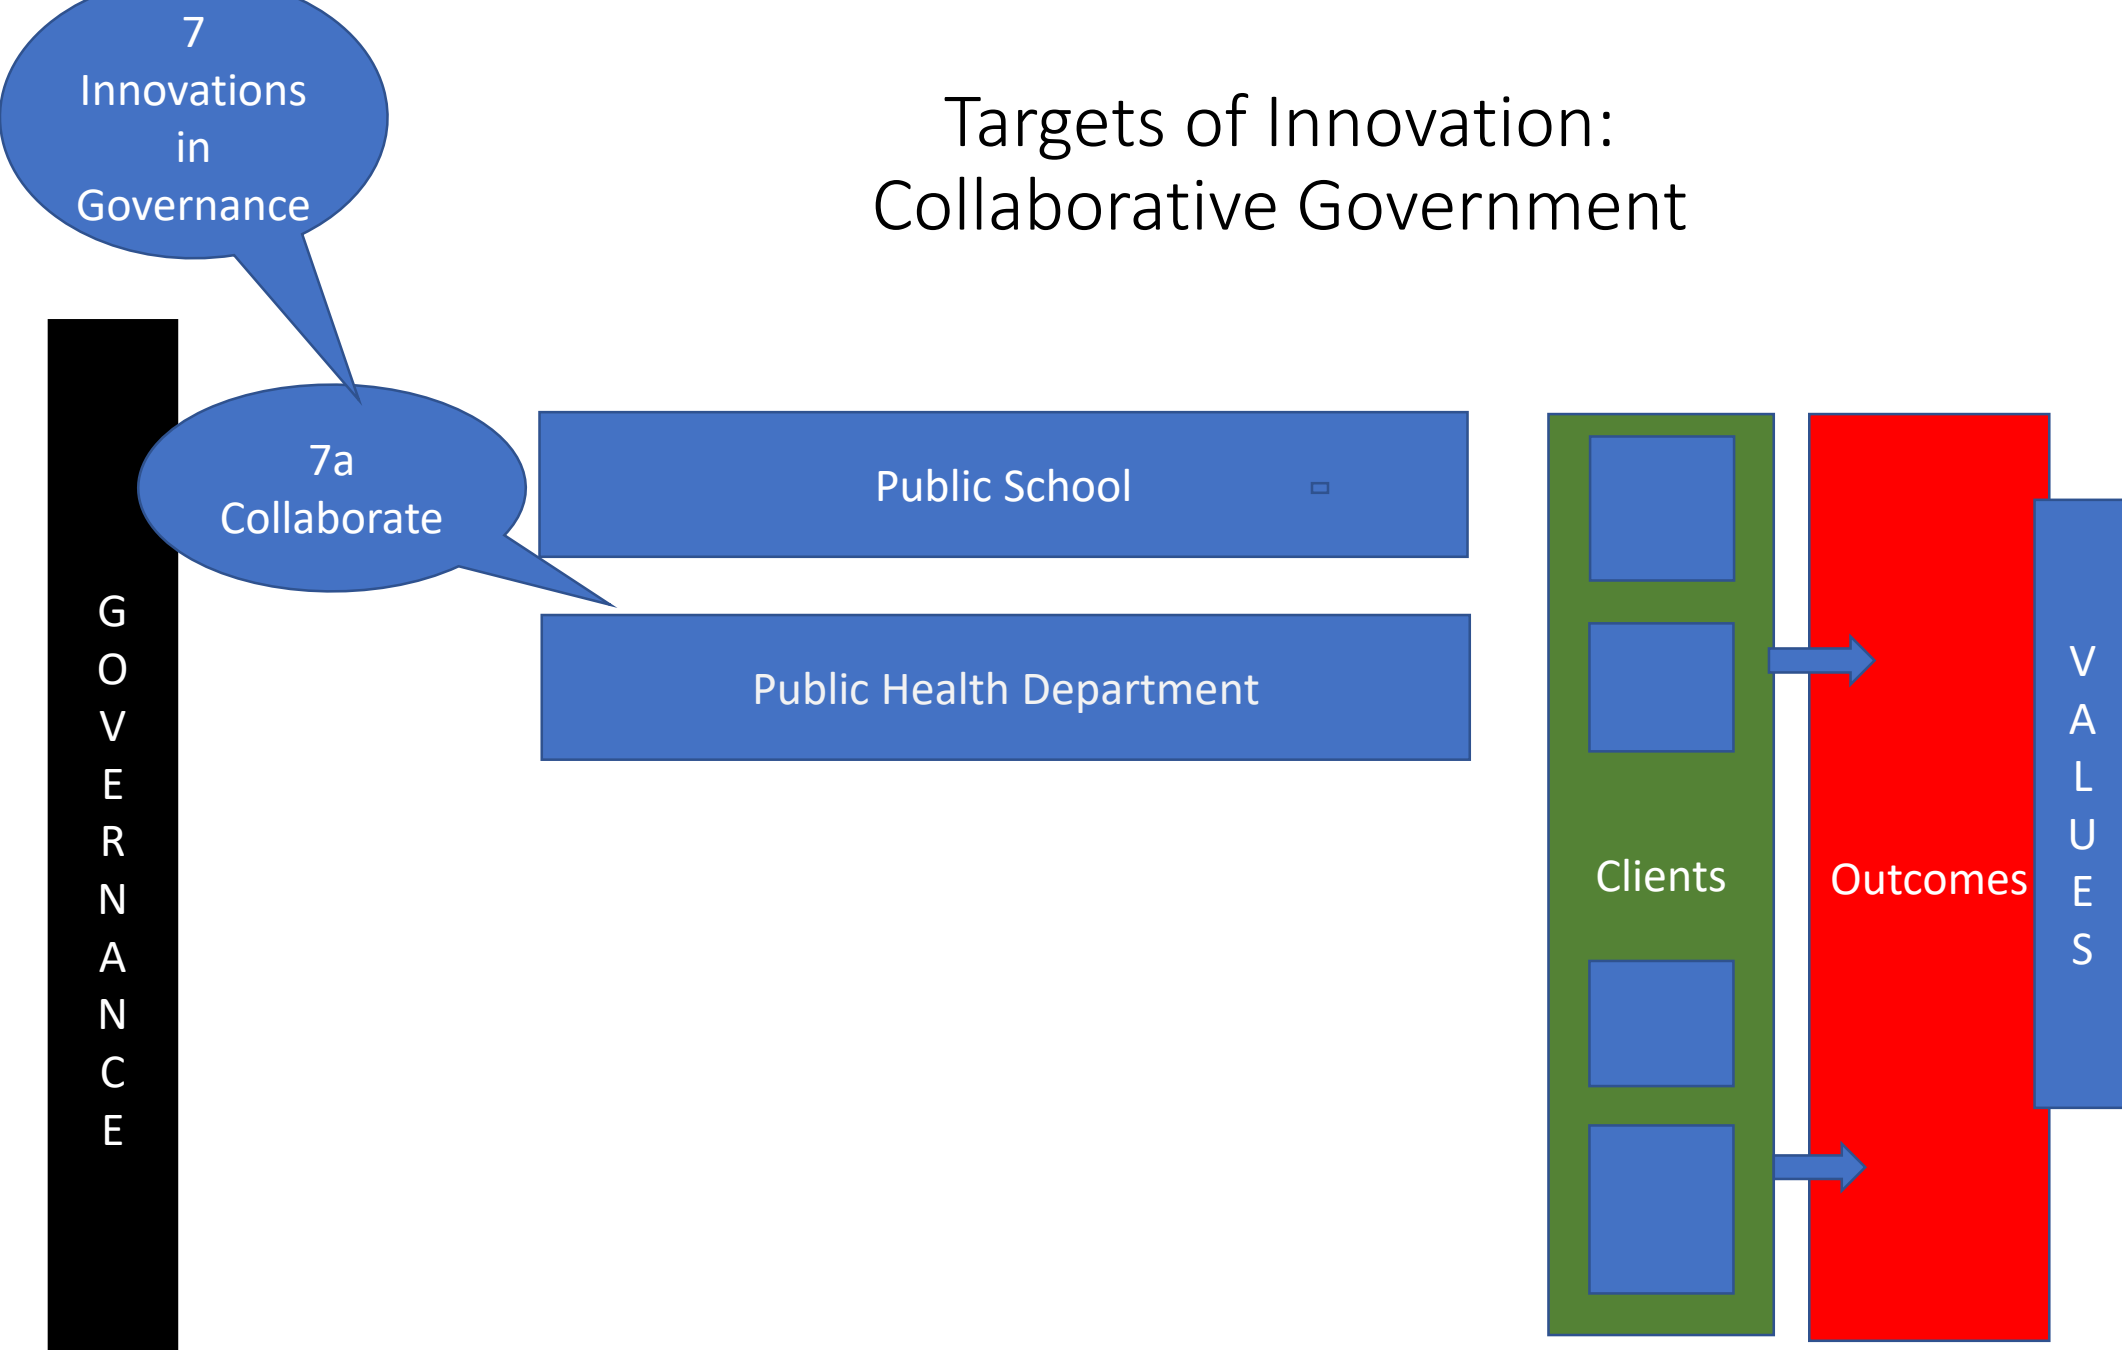 7
Innovations
in
Governance
Targets of Innovation:
Collaborative Government
7a
Collaborate
Public School
Public Health Department
G
O
V
E
R
N
A
N
C
E
Clients
Outcomes
V
A
L
U
E
S